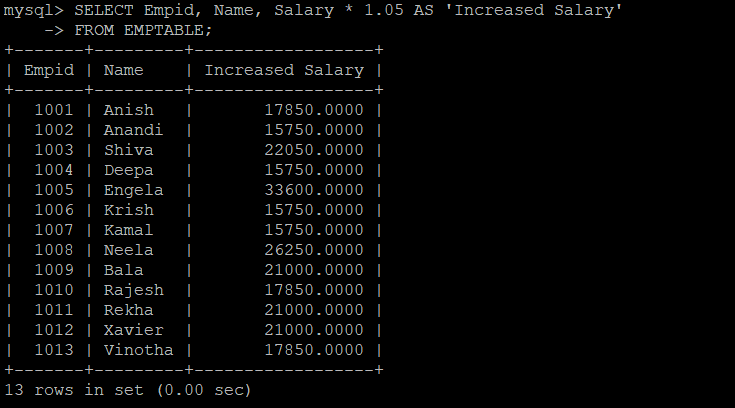 mysql> SELECT Empid, Name, Salary * 1.05 AS 'Increased Salary'
    -> FROM EMPTABLE;
+-------+---------+------------------+
| Empid | Name    | Increased Salary |
+-------+---------+------------------+
|  1001 | Anish   |       17850.0000 |
|  1002 | Anandi  |       15750.0000 |
|  1003 | Shiva   |       22050.0000 |
|  1004 | Deepa   |       15750.0000 |
|  1005 | Engela  |       33600.0000 |
|  1006 | Krish   |       15750.0000 |
|  1007 | Kamal   |       15750.0000 |
|  1008 | Neela   |       26250.0000 |
|  1009 | Bala    |       21000.0000 |
|  1010 | Rajesh  |       17850.0000 |
|  1011 | Rekha   |       21000.0000 |
|  1012 | Xavier  |       21000.0000 |
|  1013 | Vinotha |       17850.0000 |
+-------+---------+------------------+
13 rows in set (0.00 sec)